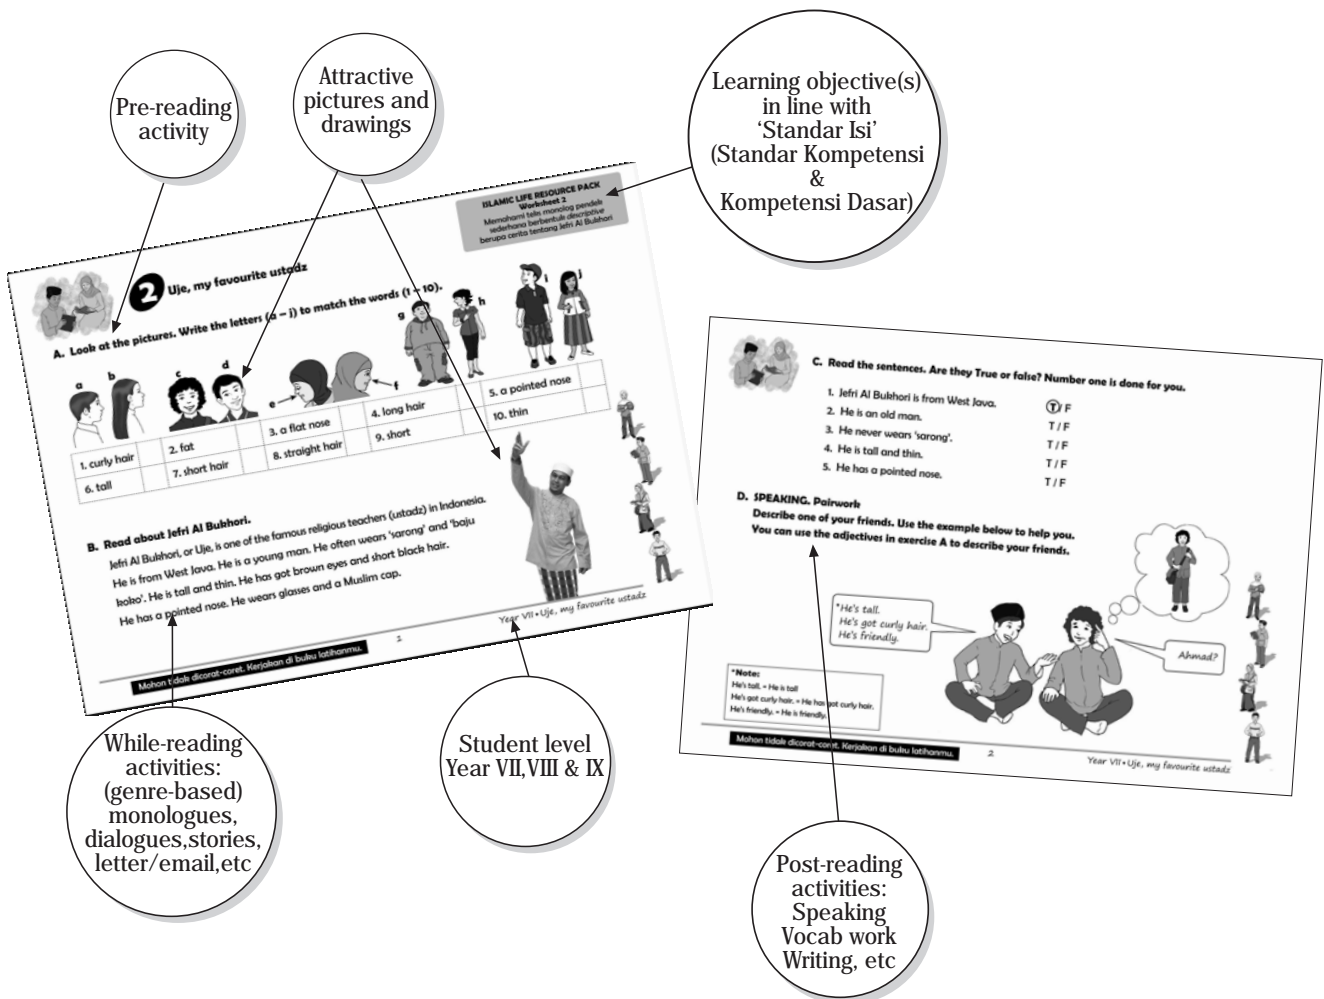 Pre-reading
activity
Attractive
pictures and
drawings
Learning objective(s)
in line with
‘Standar Isi’
(Standar Kompetensi
&
Kompetensi Dasar)
ISLAMIC LIFE RESOURCE PACK
Worksheet 2
Memahami teks monolog pendek
sederhana berbentuk descriptive
berupa cerita tentang Jefri Al Bukhori
2 Uje, my favourite ustadz
A. Look at the pictures. Write the letters (a – j) to match the words (1 – 10).
a
b
c
d
e
f
g
h
i
j
1. curly hair
2. fat
3. a flat nose
4. long hair
5. a pointed nose
6. tall
7. short hair
8. straight hair
9. short
10. thin
B. Read about Jefri Al Bukhori.
Jefri Al Bukhori, or Uje, is one of the famous religious teachers (ustadz) in Indonesia.
He is from West Java. He is a young man. He often wears ‘sarong’ and ‘baju
koko’. He is tall and thin. He has got brown eyes and short black hair.
He has a pointed nose. He wears glasses and a Muslim cap.
Mohon tidak dicorat-coret. Kerjakan di buku latihanmu.
2
Year VII • Uje, my favourite ustadz
C. Read the sentences. Are they True or false? Number one is done for you.
1. Jefri Al Bukhori is from West Java. T / F
2. He is an old man. T / F
3. He never wears ‘sarong’. T / F
4. He is tall and thin. T / F
5. He has a pointed nose. T / F
D. SPEAKING. Pairwork
Describe one of your friends. Use the example below to help you.
You can use the adjectives in exercise A to describe your friends.
*He's tall.
He's got curly hair.
He's friendly.
Ahmad?
*Note:
He's tall. = He is tall
He's got curly hair. = He has got curly hair.
He's friendly. = He is friendly.
Mohon tidak dicorat-coret. Kerjakan di buku latihanmu.
2
Year VII • Uje, my favourite ustadz
While-reading
activities:
(genre-based)
monologues,
dialogues,stories,
letter/email,etc
Student level
Year VII,VIII & IX
Post-reading
activities:
Speaking
Vocab work
Writing, etc